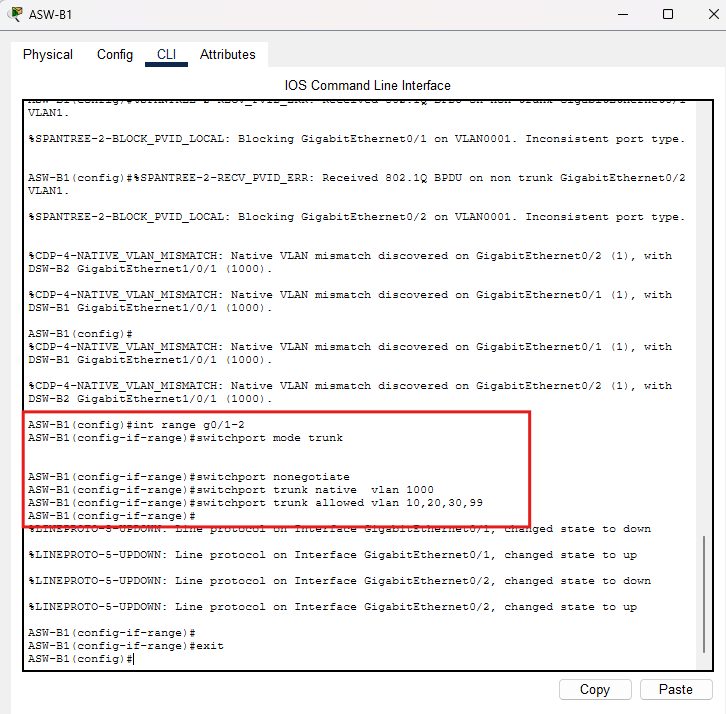 ASW-B1
Physical Config CLI Attributes
IOS Command Line Interface
VLAN1.
%SPANTREE-2-BLOCK_PVID_LOCAL: Blocking GigabitEthernet0/1 on VLAN0001. Inconsistent port type.
ASW-B1(config)#%SPANTREE-2-RECV_PVID_ERR: Received 802.1Q BPDU on non trunk GigabitEthernet0/2
VLAN1.
%SPANTREE-2-BLOCK_PVID_LOCAL: Blocking GigabitEthernet0/2 on VLAN0001. Inconsistent port type.
%CDP-4-NATIVE_VLAN_MISMATCH: Native VLAN mismatch discovered on GigabitEthernet0/2 (1), with
DSW-B2 GigabitEthernet1/0/1 (1000).
%CDP-4-NATIVE_VLAN_MISMATCH: Native VLAN mismatch discovered on GigabitEthernet0/1 (1), with
DSW-B1 GigabitEthernet1/0/1 (1000).
ASW-B1(config)#
%CDP-4-NATIVE_VLAN_MISMATCH: Native VLAN mismatch discovered on GigabitEthernet0/1 (1), with
DSW-B1 GigabitEthernet1/0/1 (1000).
%CDP-4-NATIVE_VLAN_MISMATCH: Native VLAN mismatch discovered on GigabitEthernet0/2 (1), with
DSW-B2 GigabitEthernet1/0/1 (1000).
ASW-B1(config)#int range g0/1-2
ASW-B1(config-if-range)#switchport mode trunk
ASW-B1(config-if-range)#switchport nonegotiate
ASW-B1(config-if-range)#switchport trunk native  vlan 1000
ASW-B1(config-if-range)#switchport trunk allowed vlan 10,20,30,99
ASW-B1(config-if-range)#
%LINEPROTO-5-UPDOWN: Line protocol on Interface GigabitEthernet0/1, changed state to down
%LINEPROTO-5-UPDOWN: Line protocol on Interface GigabitEthernet0/1, changed state to up
%LINEPROTO-5-UPDOWN: Line protocol on Interface GigabitEthernet0/2, changed state to down
%LINEPROTO-5-UPDOWN: Line protocol on Interface GigabitEthernet0/2, changed state to up
ASW-B1(config-if-range)#
ASW-B1(config-if-range)#exit
ASW-B1(config)#
Copy Paste